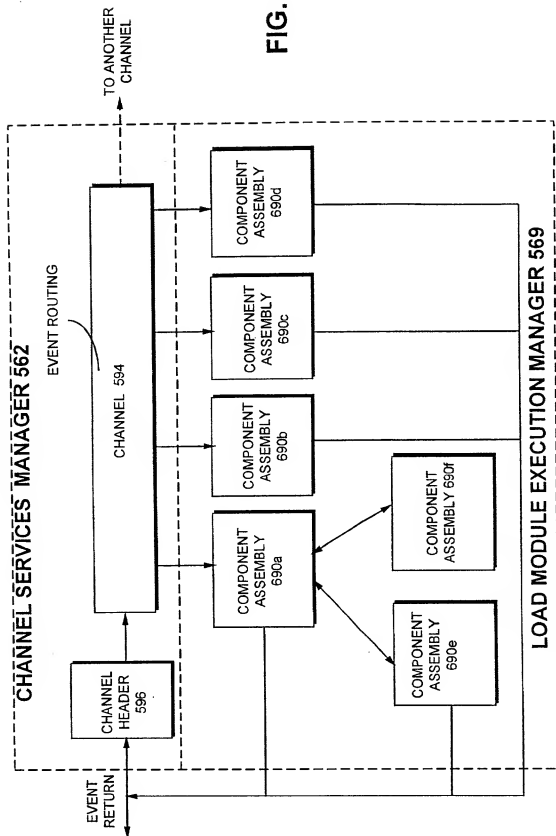 FIG.
CHANNEL SERVICES MANAGER 562
EVENT ROUTING
TO ANOTHER
CHANNEL
EVENT
RETURN
CHANNEL
HEADER
596
CHANNEL 594
COMPONENT
ASSEMBLY
690a
COMPONENT
ASSEMBLY
690b
COMPONENT
ASSEMBLY
690c
COMPONENT
ASSEMBLY
690d
COMPONENT
ASSEMBLY
690e
COMPONENT
ASSEMBLY 690f
LOAD MODULE EXECUTION MANAGER 569